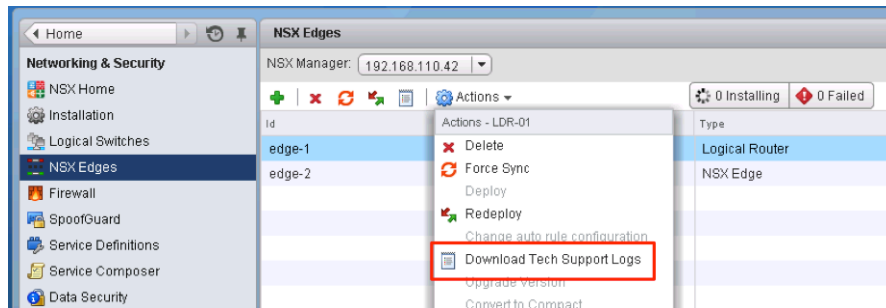 Home
NSX Edges
Networking & Security
NSX Manager: 192.168.110.42
NSX Home
Actions
0 Installing
0 Failed
Installation
Id
Actions - LDR-01
Type
Logical Switches
Delete
edge-1
Logical Router
NSX Edges
Force Sync
edge-2
NSX Edge
Firewall
Deploy
SpoofGuard
Redeploy
Service Definitions
Change auto rule configuration
Download Tech Support Logs
Service Composer
Upgrade Version
Data Security
Convert to Compact